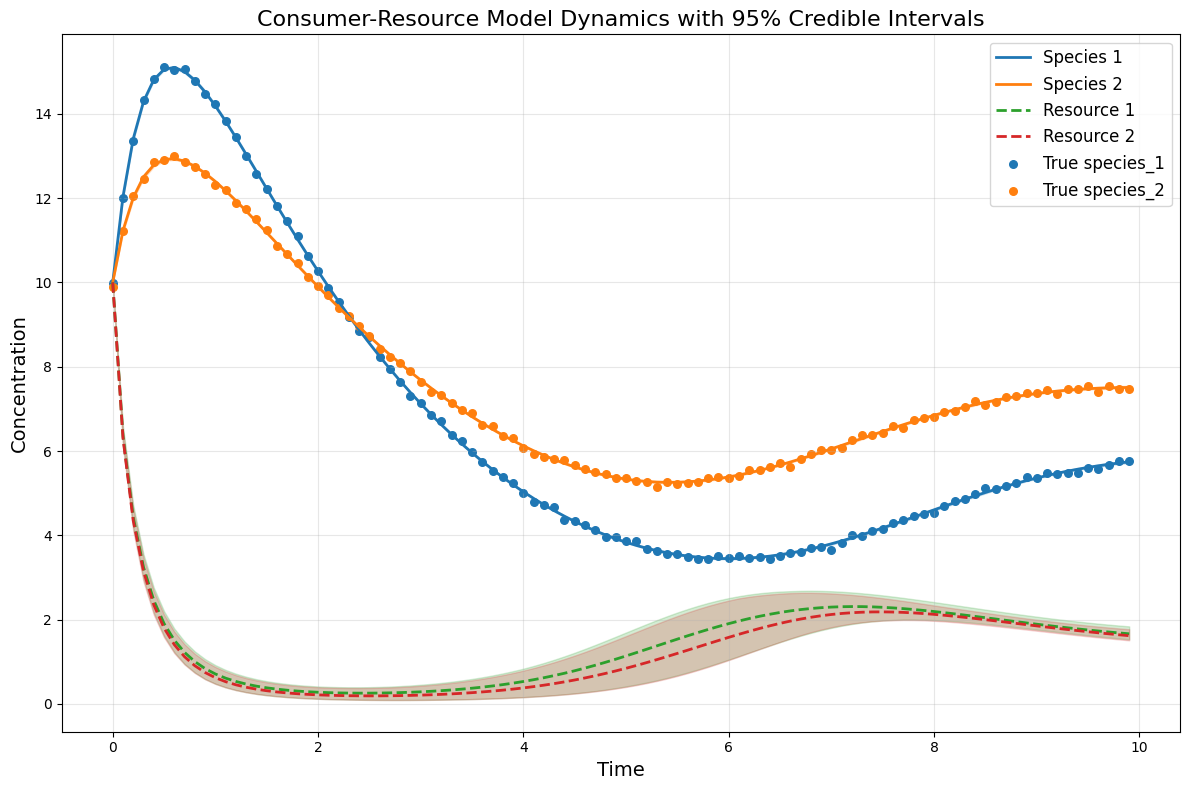 Consumer-Resource Model Dynamics with 95% Credible Intervals
Species 1
Species 2
Resource 1
Resource 2
True species_1
True species_2
Concentration
14
12
10
8
6
4
2
0
0
2
4
6
8
10
Time